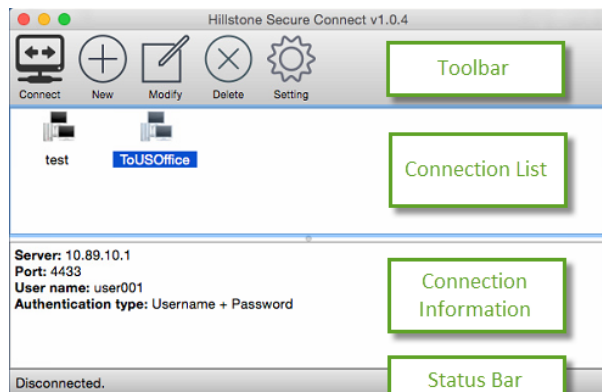 Hillstone Secure Connect v1.0.4
Connect New Modify Delete Setting
Toolbar
test ToUSOffice
Connection List
Server: 10.89.10.1
Port: 4433
User name: user001
Authentication type: Username + Password
Connection
Information
Disconnected.
Status Bar